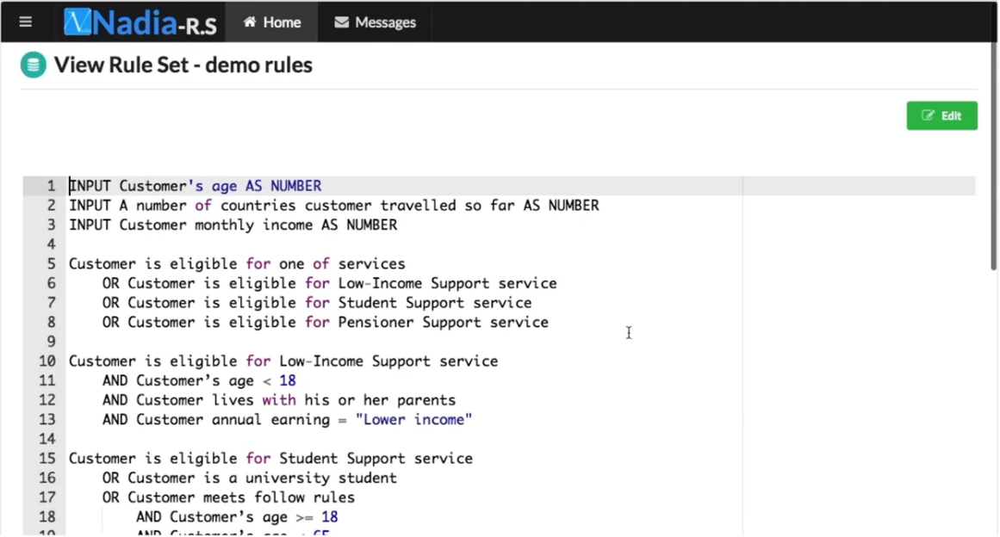 Nadia-R.S Home Messages
View Rule Set - demo rules
Edit
1 INPUT Customer's age AS NUMBER
2 INPUT A number of countries customer travelled so far AS NUMBER
3 INPUT Customer monthly income AS NUMBER
4
5 Customer is eligible for one of services
6 OR Customer is eligible for Low-Income Support service
7 OR Customer is eligible for Student Support service
8 OR Customer is eligible for Pensioner Support service
9
10 Customer is eligible for Low-Income Support service
11 AND Customer’s age < 18
12 AND Customer lives with his or her parents
13 AND Customer annual earning = "Lower income"
14
15 Customer is eligible for Student Support service
16 OR Customer is a university student
17 OR Customer meets follow rules
18 AND Customer’s age >= 18